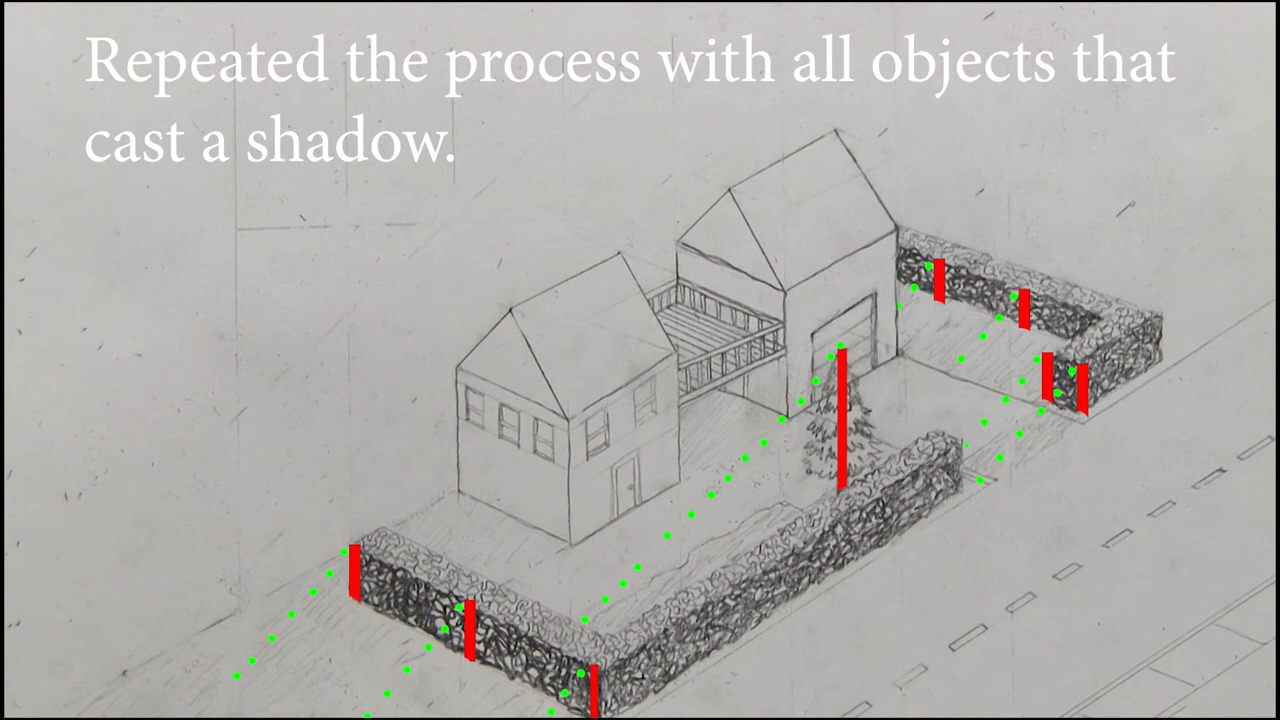 Repeated the process with all objects that
cast a shadow.